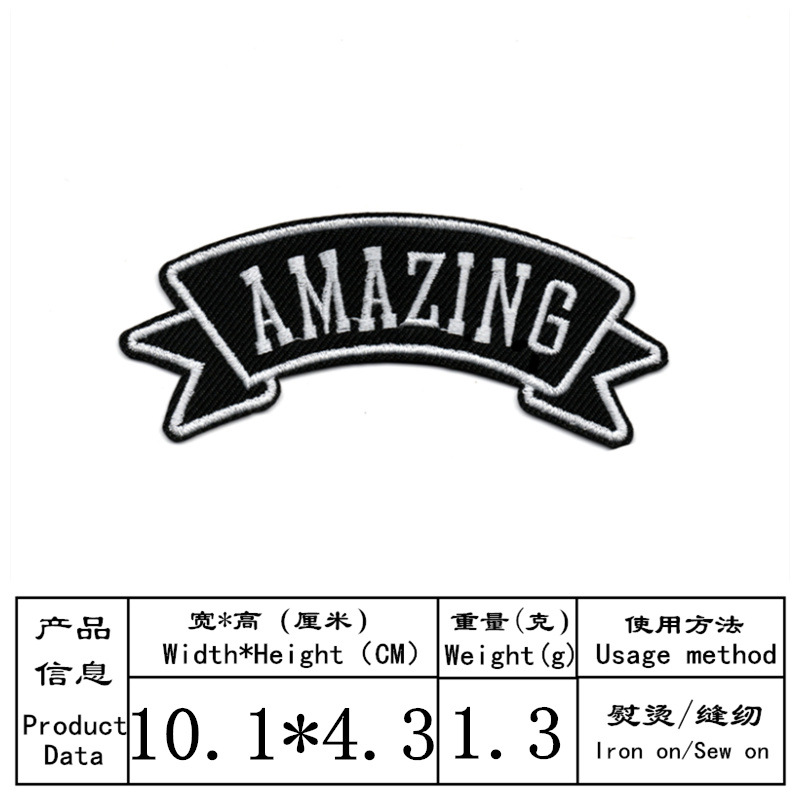 AMAZING
产品
信息
Product
Data
宽*高 (厘米)
Width*Height (CM)
重量(克)
Weight(g)
使用方法
Usage method
10.1*4.3
1.3
熨烫/缝纫
Iron on/Sew on